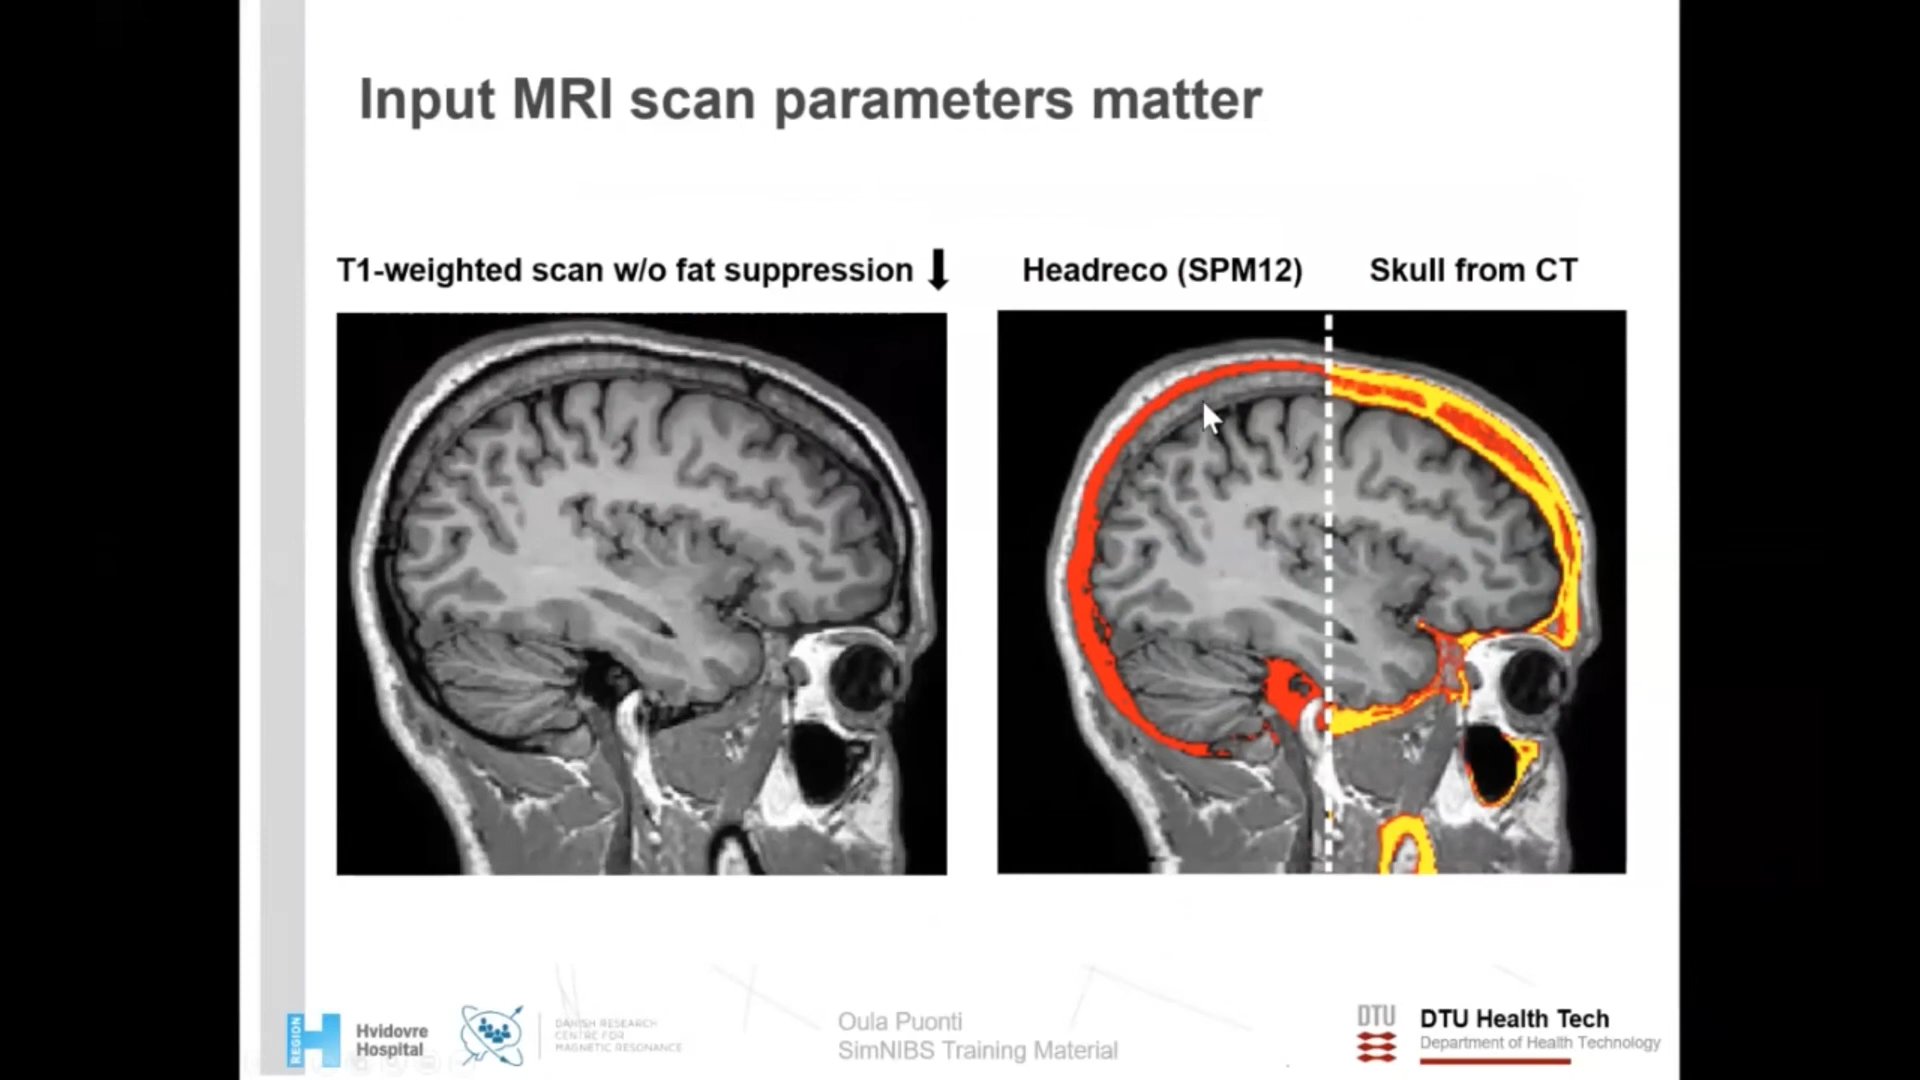 Input MRI scan parameters matter
T1-weighted scan w/o fat suppression
Headreco (SPM12)
Skull from CT
REGION
Hvidovre
Hospital
DANISH RESEARCH
CENTRE FOR
MAGNETIC RESONANCE
Oula Puonti
SimNIBS Training Material
DTU
DTU Health Tech
Department of Health Technology